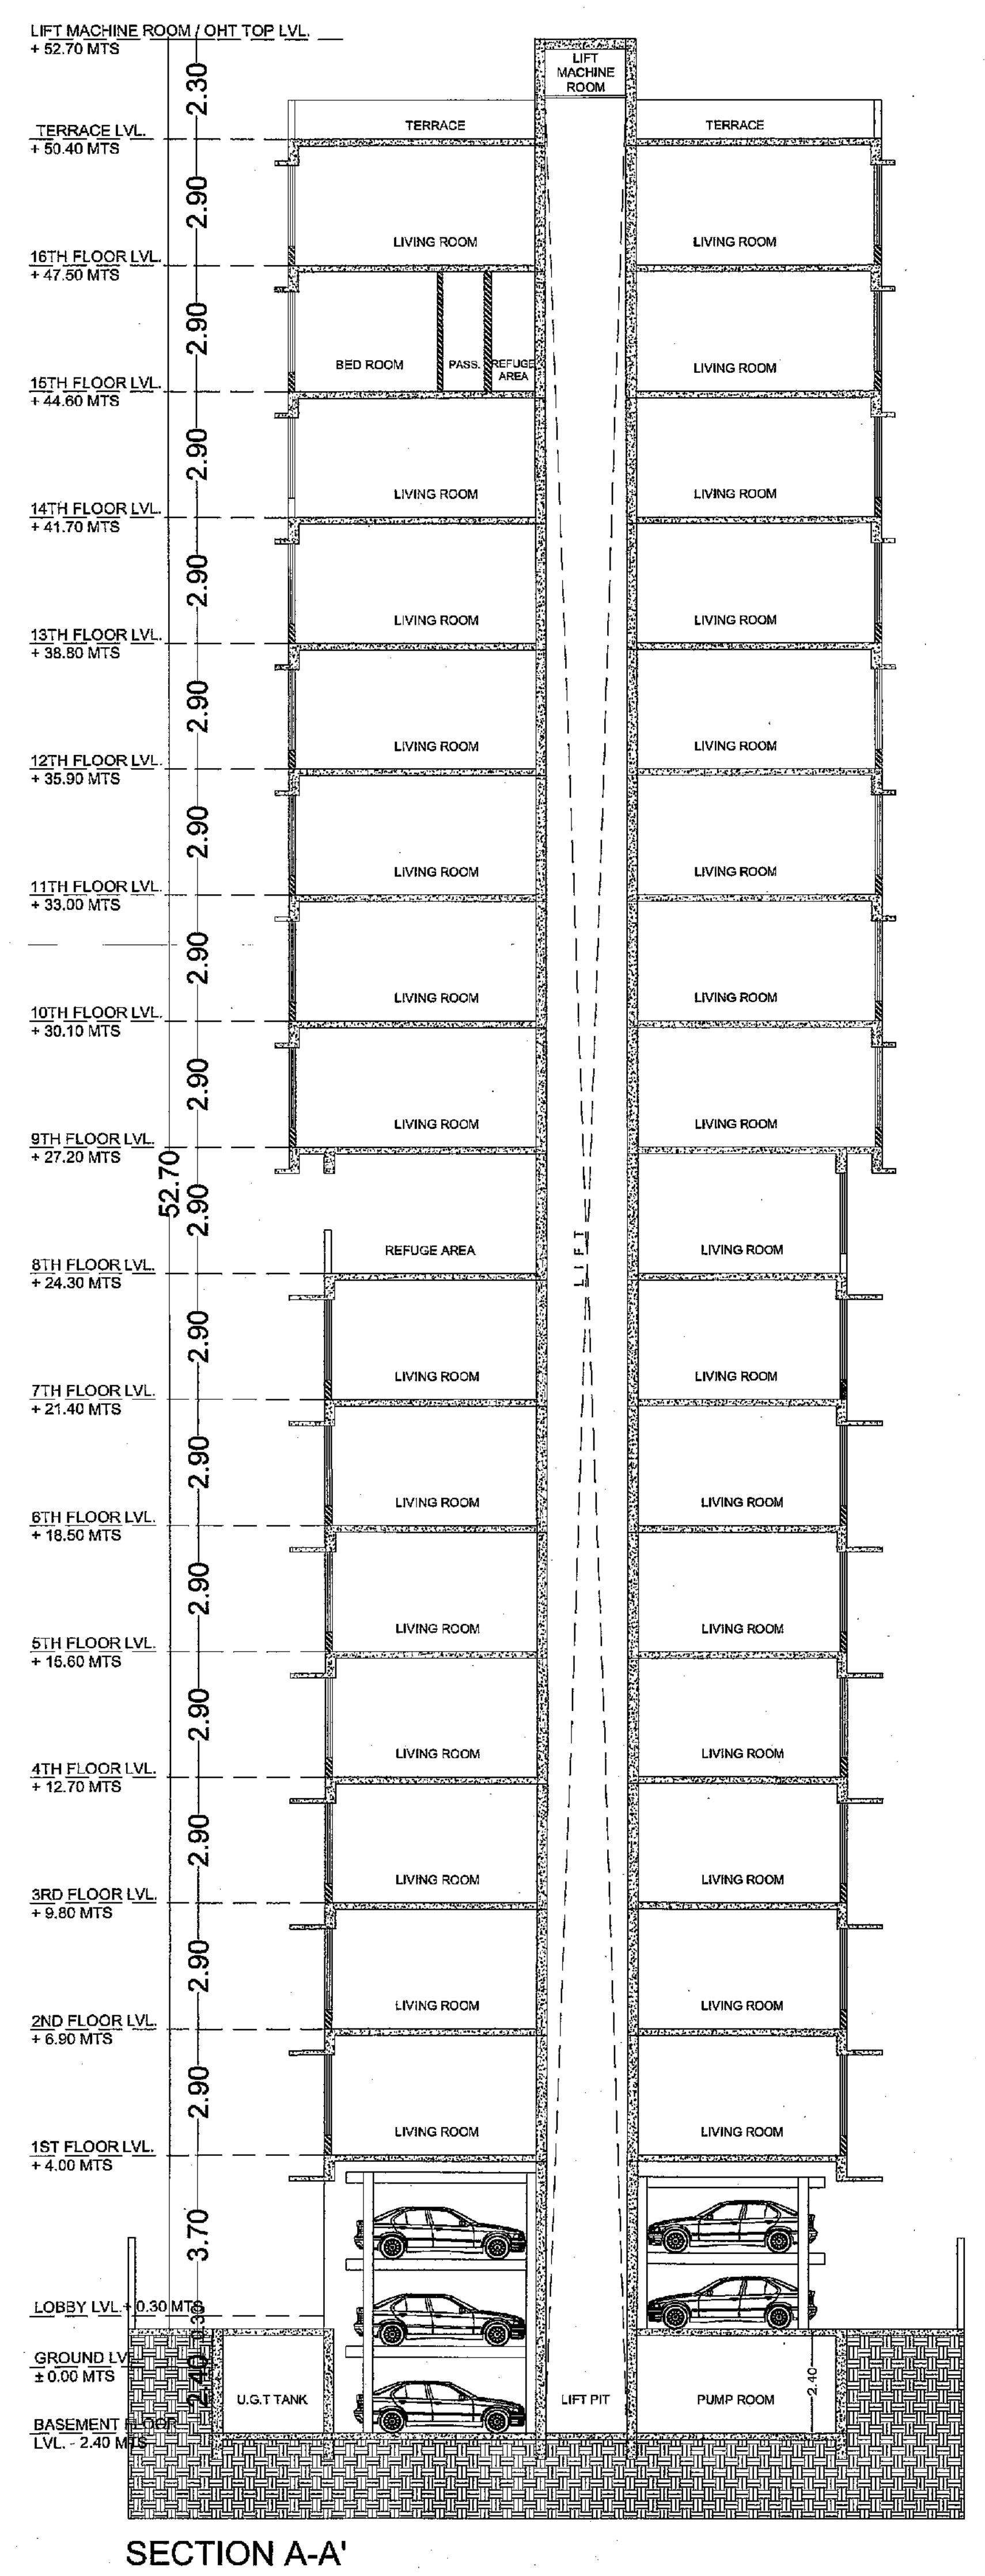 LIFT MACHINE ROOM / OHT TOP LVL.
+ 52.70 MTS
LIFT
MACHINE
ROOM
2.30
TERRACE TERRACE
TERRACE LVL.
+ 50.40 MTS
2.90
LIVING ROOM LIVING ROOM
16TH FLOOR LVL.
+ 47.50 MTS
2.90
BED ROOM PASS. REFUGE AREA LIVING ROOM
15TH FLOOR LVL.
+ 44.60 MTS
2.90
LIVING ROOM LIVING ROOM
14TH FLOOR LVL.
+ 41.70 MTS
2.90
LIVING ROOM LIVING ROOM
13TH FLOOR LVL.
+ 38.80 MTS
2.90
LIVING ROOM LIVING ROOM
12TH FLOOR LVL.
+ 35.90 MTS
2.90
LIVING ROOM LIVING ROOM
11TH FLOOR LVL.
+ 33.00 MTS
2.90
LIVING ROOM LIVING ROOM
10TH FLOOR LVL.
+ 30.10 MTS
2.90
LIVING ROOM LIVING ROOM
9TH FLOOR LVL.
+ 27.20 MTS
52.70
2.90
REFUGE AREA LIFT LIVING ROOM
8TH FLOOR LVL.
+ 24.30 MTS
2.90
LIVING ROOM LIVING ROOM
7TH FLOOR LVL.
+ 21.40 MTS
2.90
LIVING ROOM LIVING ROOM
6TH FLOOR LVL.
+ 18.50 MTS
2.90
LIVING ROOM LIVING ROOM
5TH FLOOR LVL.
+ 15.60 MTS
2.90
LIVING ROOM LIVING ROOM
4TH FLOOR LVL.
+ 12.70 MTS
2.90
LIVING ROOM LIVING ROOM
3RD FLOOR LVL.
+ 9.80 MTS
2.90
LIVING ROOM LIVING ROOM
2ND FLOOR LVL.
+ 6.90 MTS
2.90
LIVING ROOM LIVING ROOM
1ST FLOOR LVL.
+ 4.00 MTS
3.70
LOBBY LVL.+ 0.30 MTS
0.30
GROUND LV
± 0.00 MTS
2.40
U.G.T TANK LIFT PIT PUMP ROOM 2.40
BASEMENT FLOOR
LVL. - 2.40 MTS
SECTION A-A'